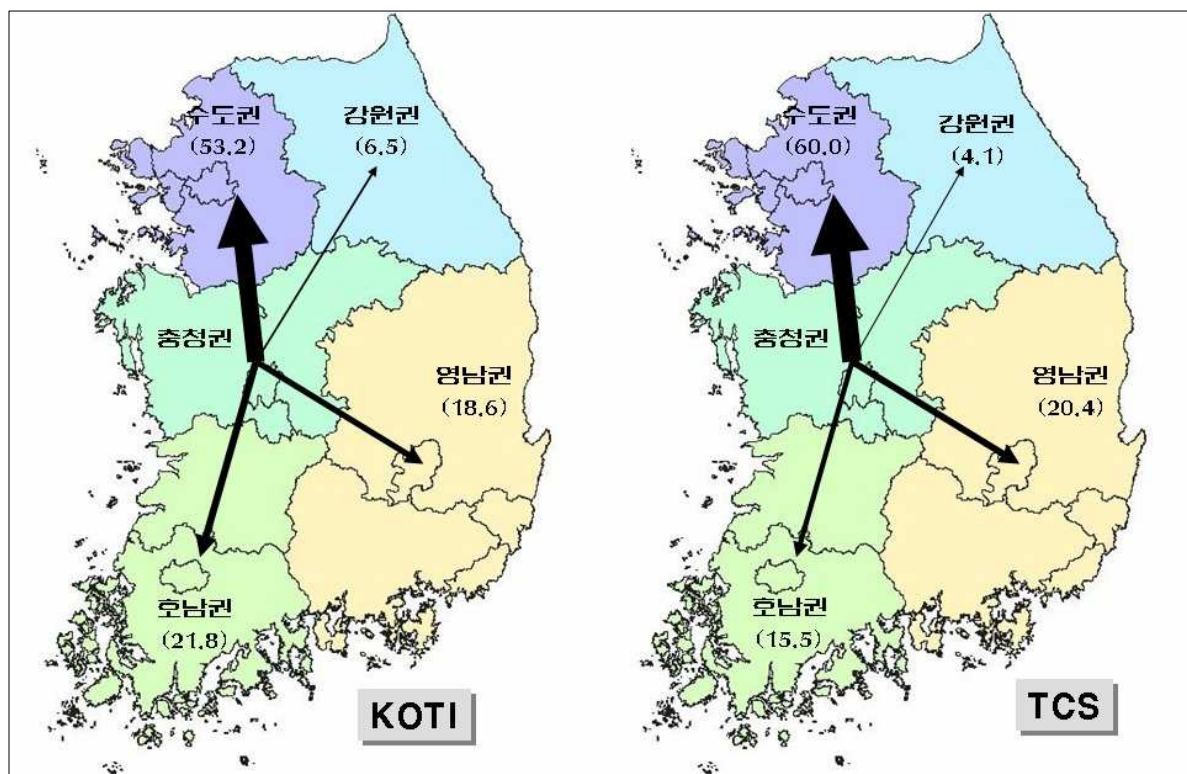 수도권
(53.2)
강원권
(6.5)
충청권
영남권
(18.6)
호남권
(21.8)
KOTI
수도권
(60.0)
강원권
(4.1)
충청권
영남권
(20.4)
호남권
(15.5)
TCS